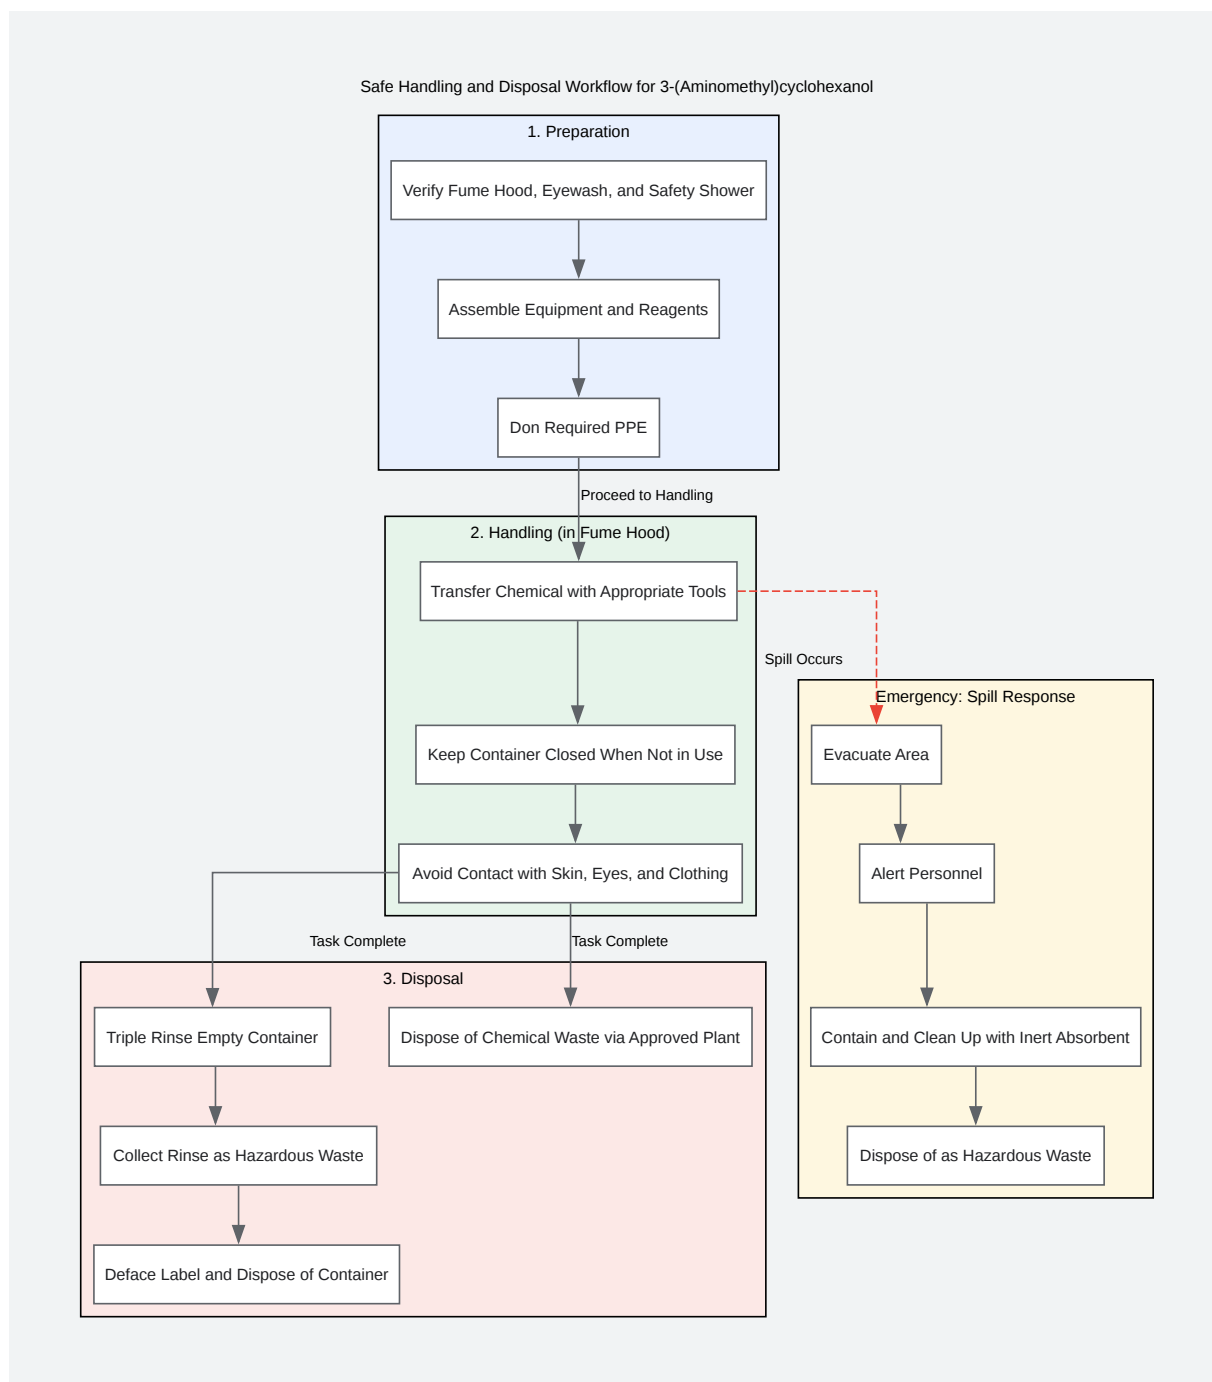 Safe Handling and Disposal Workflow for 3-(Aminomethyl)cyclohexanol
1. Preparation
Verify Fume Hood, Eyewash, and Safety Shower
Assemble Equipment and Reagents
Don Required PPE
Proceed to Handling
2. Handling (in Fume Hood)
Transfer Chemical with Appropriate Tools
Spill Occurs
Keep Container Closed When Not in Use
Avoid Contact with Skin, Eyes, and Clothing
Emergency: Spill Response
Evacuate Area
Alert Personnel
Contain and Clean Up with Inert Absorbent
Dispose of as Hazardous Waste
Task Complete
Task Complete
3. Disposal
Triple Rinse Empty Container
Dispose of Chemical Waste via Approved Plant
Collect Rinse as Hazardous Waste
Deface Label and Dispose of Container